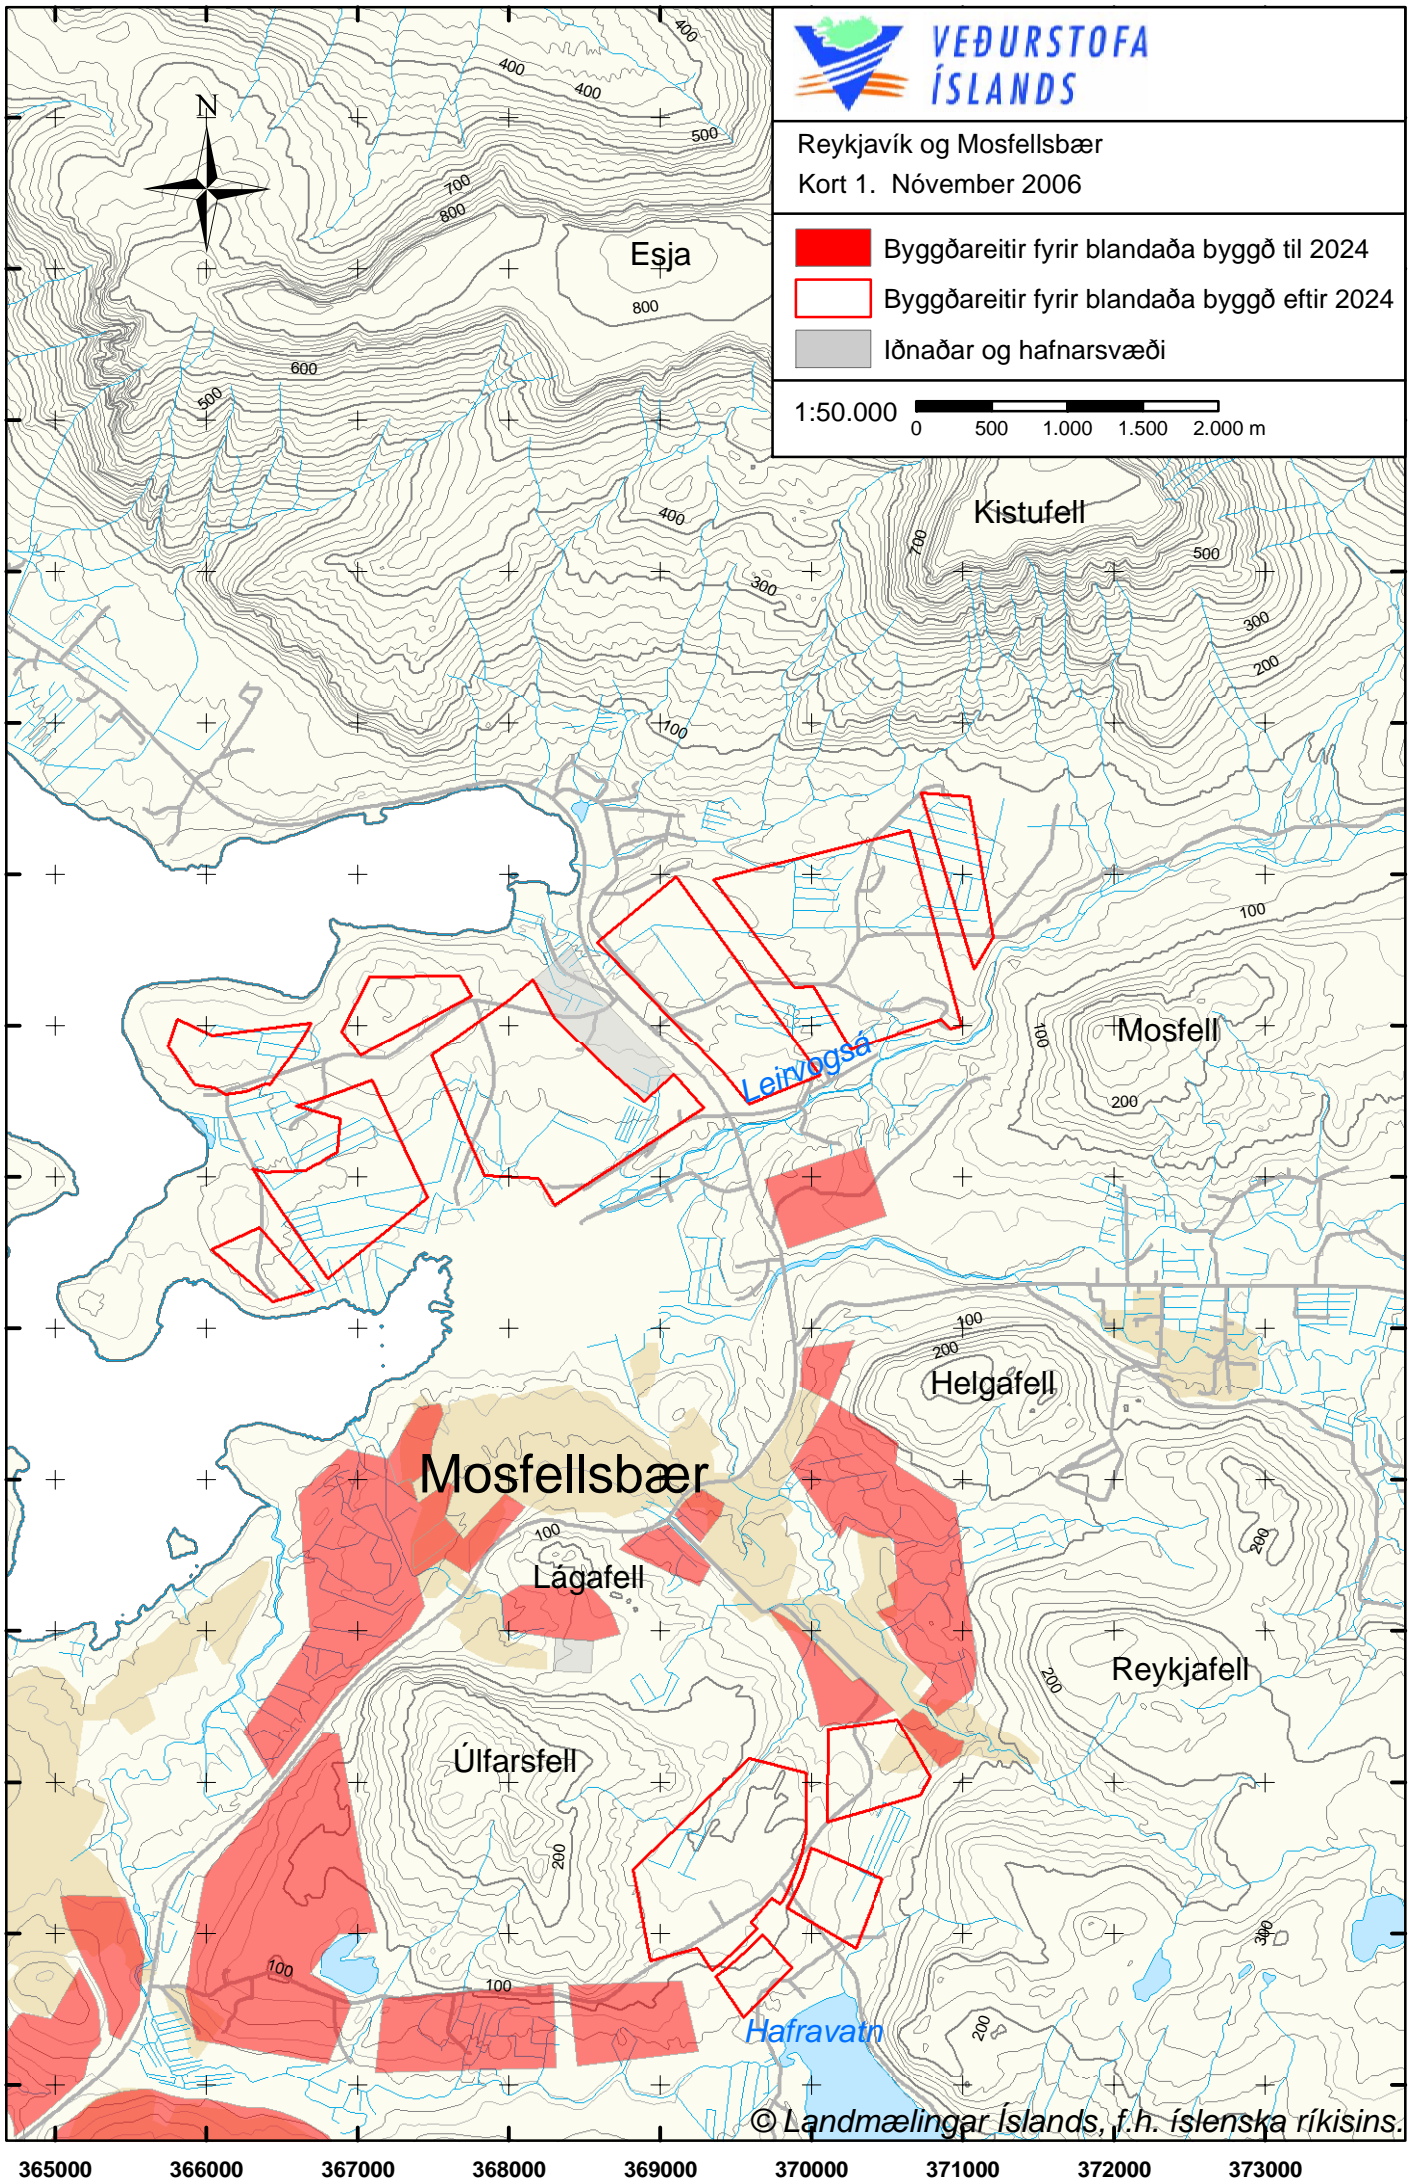 VEÐURSTOFA
ÍSLANDS
Reykjavík og Mosfellsbær
Kort 1. Nóvember 2006
Byggðareitir fyrir blandaða byggð til 2024
Byggðareitir fyrir blandaða byggð eftir 2024
Iðnaðar og hafnarsvæði
1:50.000
0 500 1.000 1.500 2.000 m
N
400
400
400
500
700
800
Esja
800
600
500
Kistufell
400
700
500
300
300
200
100
100
Mosfell
100
Leirvogsá
200
100
200
Helgafell
Mosfellsbær
100
200
Lágafell
Reykjafell
200
Úlfarsfell
200
300
100
100
200
Hafravatn
© Landmælingar Íslands, f.h. íslenska ríkisins.
365000 366000 367000 368000 369000 370000 371000 372000 373000